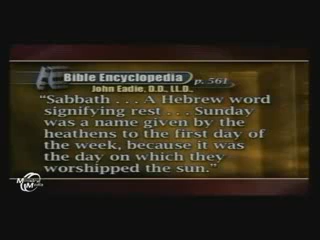 Bible Encyclopedia p. 561
John Eadie, D.D., LL.D.,
“Sabbath . . . A Hebrew word
signifying rest . . . Sunday
was a name given by the
heathens to the first day of
the week, because it was
the day on which they
worshipped the sun.”